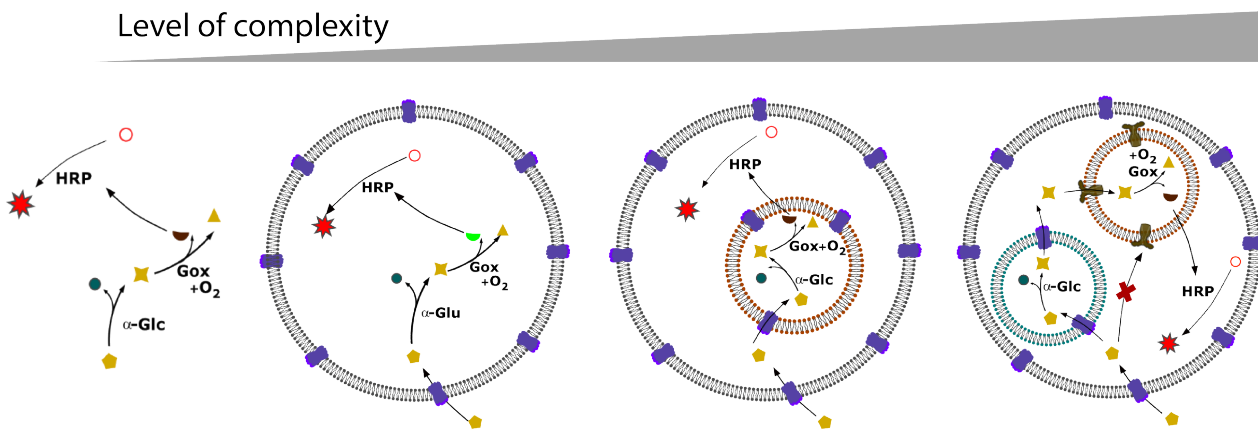 Level of complexity
HRP
Gox
+O₂
α-Glc
HRP
Gox
+O₂
α-Glu
HRP
Gox+O₂
α-Glc
+O₂
Gox
α-Glc
HRP